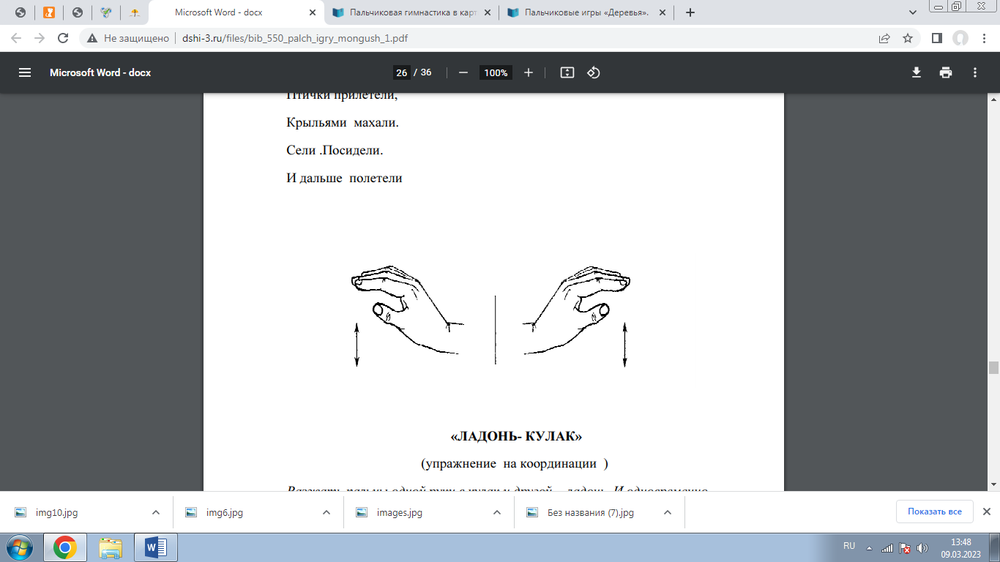 Microsoft Word - docx
Пальчиковая гимнастика в карт
Пальчиковые игры «Деревья».
Не защищено
dshi-3.ru/files/bib_550_palch_igry_mongush_1.pdf
Microsoft Word - docx
26 / 36
100%
Птички прилетели,
Крыльями махали.
Сели .Посидели.
И дальше полетели
«ЛАДОНЬ- КУЛАК»
(упражнение на координации )
img10.jpg
img6.jpg
images.jpg
Без названия (7).jpg
Показать все
RU
13:48
09.03.2023